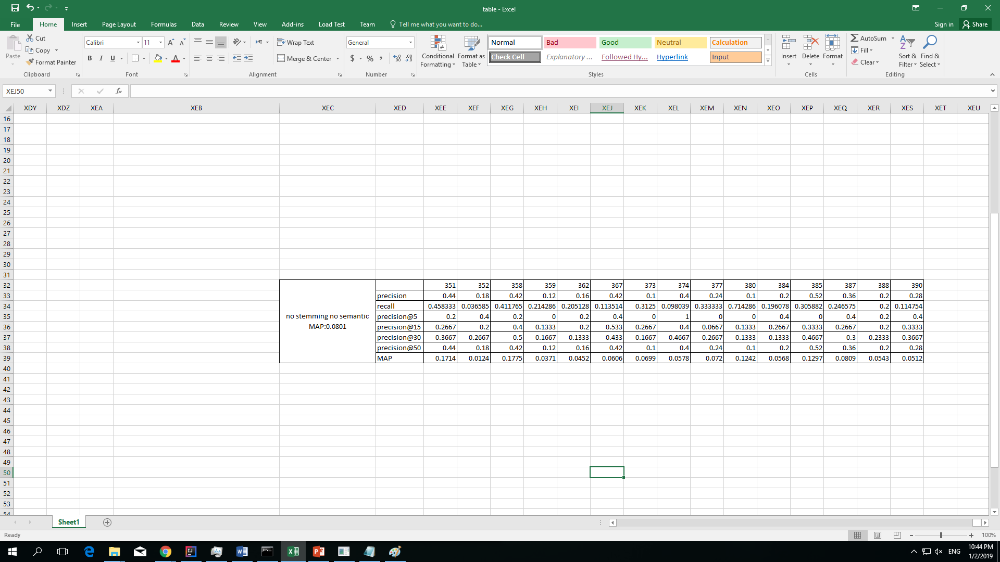 table - Excel
File Home Insert Page Layout Formulas Data Review View Add-ins Load Test Team Tell me what you want to do... Sign in Share
Paste Cut Copy Format Painter Clipboard
Calibri 11 A A B I U A Font
Wrap Text Merge & Center Alignment
General $ % , Number
Conditional Formatting Format as Table
Normal Bad Good Neutral Calculation
Check Cell Explanatory ... Followed Hy... Hyperlink Input
Styles
Insert Delete Format Cells
AutoSum Fill Clear Sort & Filter Find & Select Editing
XEJ50 fx
XDY XDZ XEA XEB XEC XED XEE XEF XEG XEH XEI XEJ XEK XEL XEM XEN XEO XEP XEQ XER XES XET XEU
16
17
18
19
20
21
22
23
24
25
26
27
28
29
30
31
32 351 352 358 359 362 367 373 374 377 380 384 385 387 388 390
33 precision 0.44 0.18 0.42 0.12 0.16 0.42 0.1 0.4 0.24 0.1 0.2 0.52 0.36 0.2 0.28
34 recall 0.458333 0.036585 0.411765 0.214286 0.205128 0.113514 0.3125 0.098039 0.333333 0.714286 0.196078 0.305882 0.246575 0.2 0.114754
35 no stemming no semantic precision@5 0.2 0.4 0.2 0 0.2 0.4 0 1 0 0 0.4 0 0.4 0.2 0.4
36 MAP:0.0801 precision@15 0.2667 0.2 0.4 0.1333 0.2 0.533 0.2667 0.4 0.0667 0.1333 0.2667 0.3333 0.2667 0.2 0.3333
37 precision@30 0.3667 0.2667 0.5 0.1667 0.1333 0.433 0.1667 0.4667 0.2667 0.1333 0.1333 0.4667 0.3 0.2333 0.3667
38 precision@50 0.44 0.18 0.42 0.12 0.16 0.42 0.1 0.4 0.24 0.1 0.2 0.52 0.36 0.2 0.28
39 MAP 0.1714 0.0124 0.1775 0.0371 0.0452 0.0606 0.0699 0.0578 0.072 0.1242 0.0568 0.1297 0.0809 0.0543 0.0512
40
41
42
43
44
45
46
47
48
49
50
51
52
53
54
Sheet1
Ready 100%
ENG 10:44 PM
1/2/2019